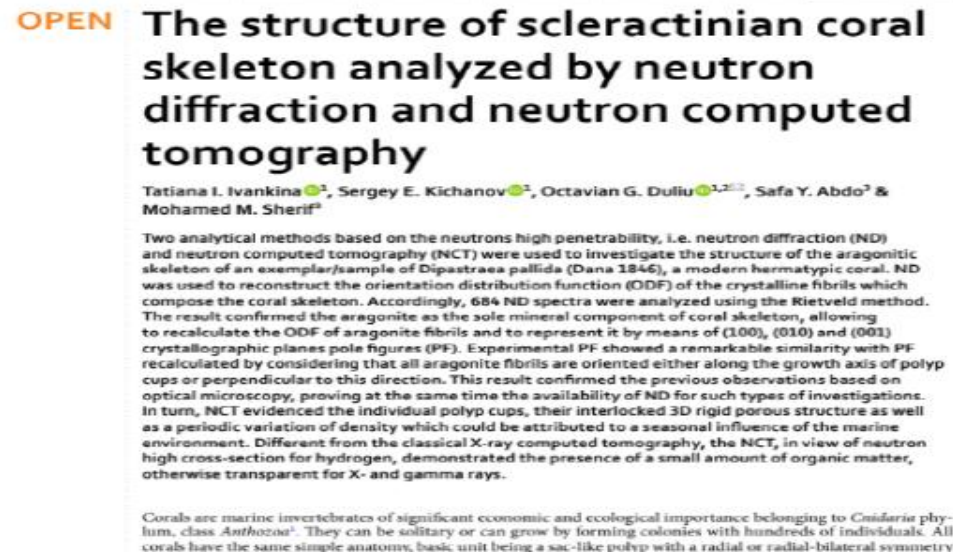 OPEN
The structure of scleractinian coral
skeleton analyzed by neutron
diffraction and neutron computed
tomography
Tatiana I. Ivankina¹, Sergey E. Kichanov¹, Octavian G. Duliu¹,², Safa Y. Abdo³ &
Mohamed M. Sherif³
Two analytical methods based on the neutrons high penetrability, i.e. neutron diffraction (ND)
and neutron computed tomography (NCT) were used to investigate the structure of the aragonitic
skeleton of an exemplar/sample of Dipastraea pallida (Dana 1846), a modern hermatypic coral. ND
was used to reconstruct the orientation distribution function (ODF) of the crystalline fibrils which
compose the coral skeleton. Accordingly, 684 ND spectra were analyzed using the Rietveld method.
The result confirmed the aragonite as the sole mineral component of coral skeleton, allowing
to recalculate the ODF of aragonite fibrils and to represent it by means of (100), (010) and (001)
crystallographic planes pole figures (PF). Experimental PF showed a remarkable similarity with PF
recalculated by considering that all aragonite fibrils are oriented either along the growth axis of polyp
cups or perpendicular to this direction. This result confirmed the previous observations based on
optical microscopy, proving at the same time the availability of ND for such types of investigations.
In turn, NCT evidenced the individual polyp cups, their interlocked 3D rigid porous structure as well
as a periodic variation of density which could be attributed to a seasonal influence of the marine
environment. Different from the classical X-ray computed tomography, the NCT, in view of neutron
high cross-section for hydrogen, demonstrated the presence of a small amount of organic matter,
otherwise transparent for X- and gamma rays.
Corals are marine invertebrates of significant economic and ecological importance belonging to Cnidaria phy-
lum, class Anthozoa¹. They can be solitary or can grow by forming colonies with hundreds of individuals. All
corals have the same simple anatomy, basic unit being a sac-like polyp with a radial or radial-bilateral symmetry